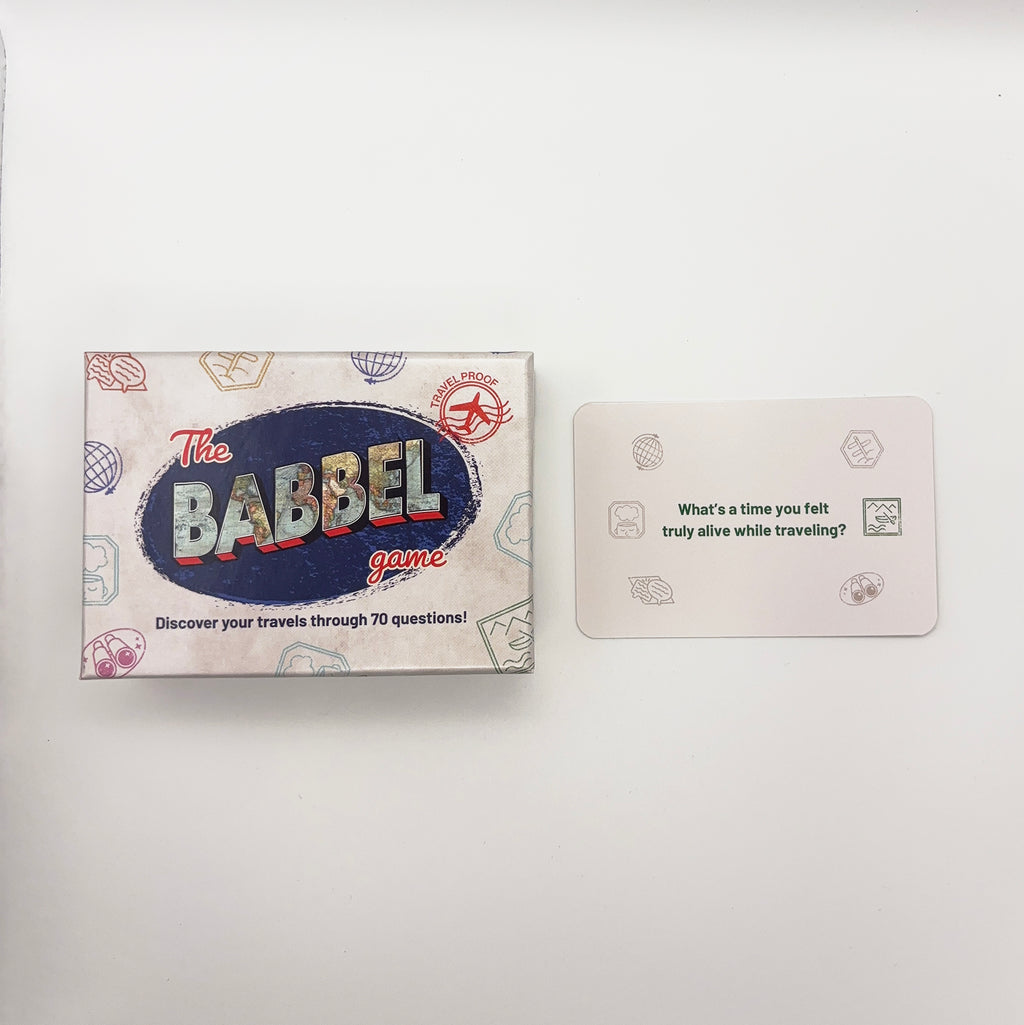 TRAVEL PROOF
The
BABBEL
game
Discover your travels through 70 questions!
What's a time you felt
truly alive while traveling?